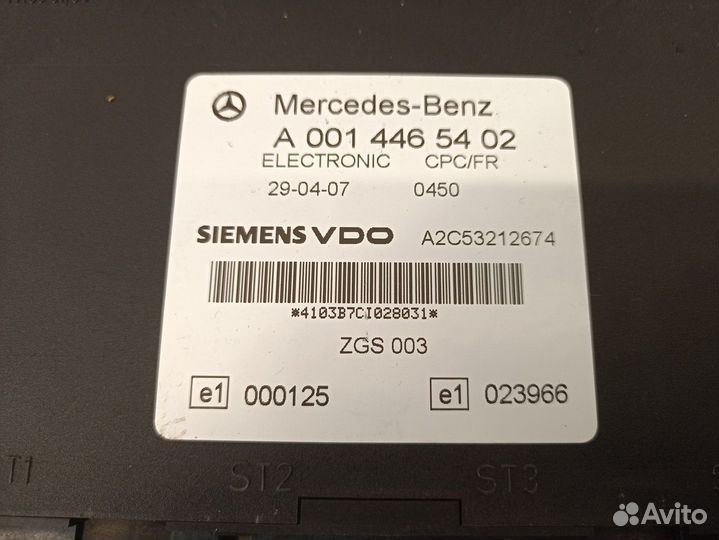 Mercedes-Benz
A 001 446 54 02
ELECTRONIC CPC/FR
29-04-07 0450
SIEMENS VDO A2C53212674
*4103B7CI028031*
ZGS 003
e1 000125 e1 023966
T1 ST2 ST3
Avito